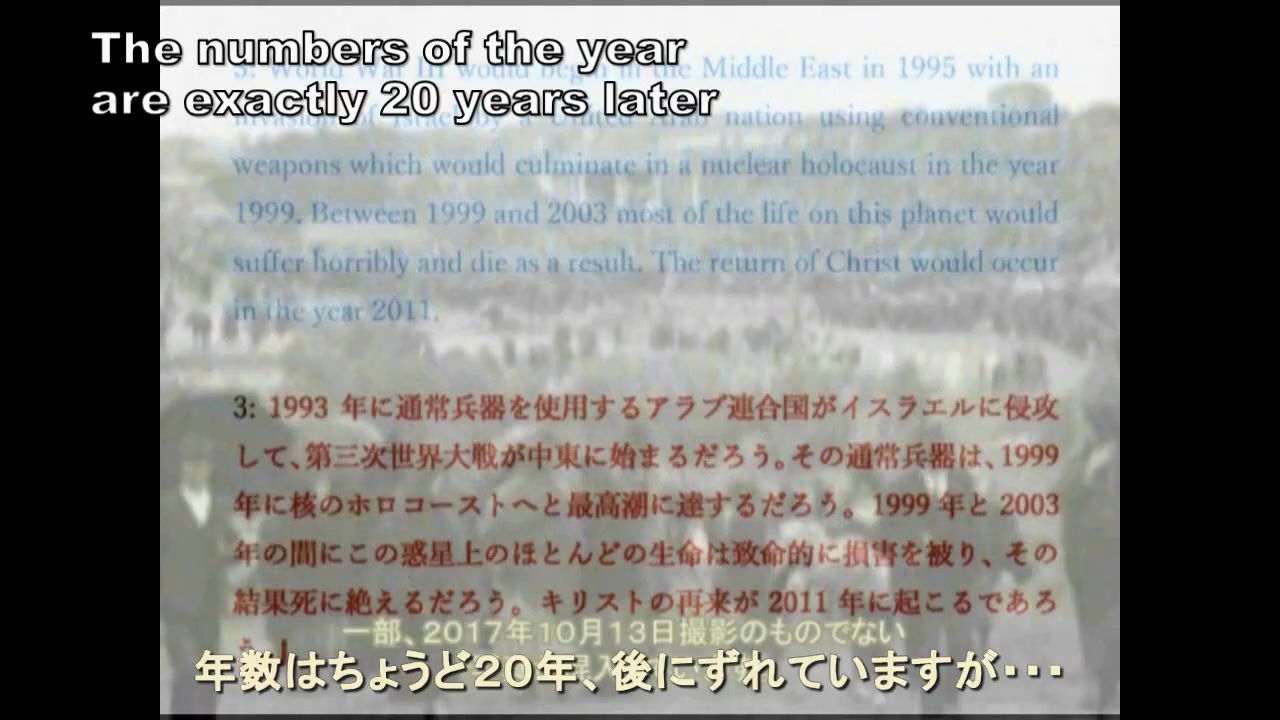 The numbers of the year
are exactly 20 years later
3: World War III would begin in the Middle East in 1995 with an
invasion of Israel by a United Arab nation using conventional
weapons which would culminate in a nuclear holocaust in the year
1999. Between 1999 and 2003 most of the life on this planet would
suffer horribly and die as a result. The return of Christ would occur
in the year 2011.
3: 1993 年に通常兵器を使用するアラブ連合国がイスラエルに侵攻
して、第三次世界大戦が中東に始まるだろう。その通常兵器は、1999
年に核のホロコーストへと最高潮に達するだろう。1999 年と 2003
年の間にこの惑星上のほとんどの生命は致命的に損害を被り、その
結果死に絶えるだろう。キリストの再来が 2011 年に起こるであろ
う」
一部、2017年10月13日撮影のものでない
年数はちょうど20年、後にずれていますが・・・